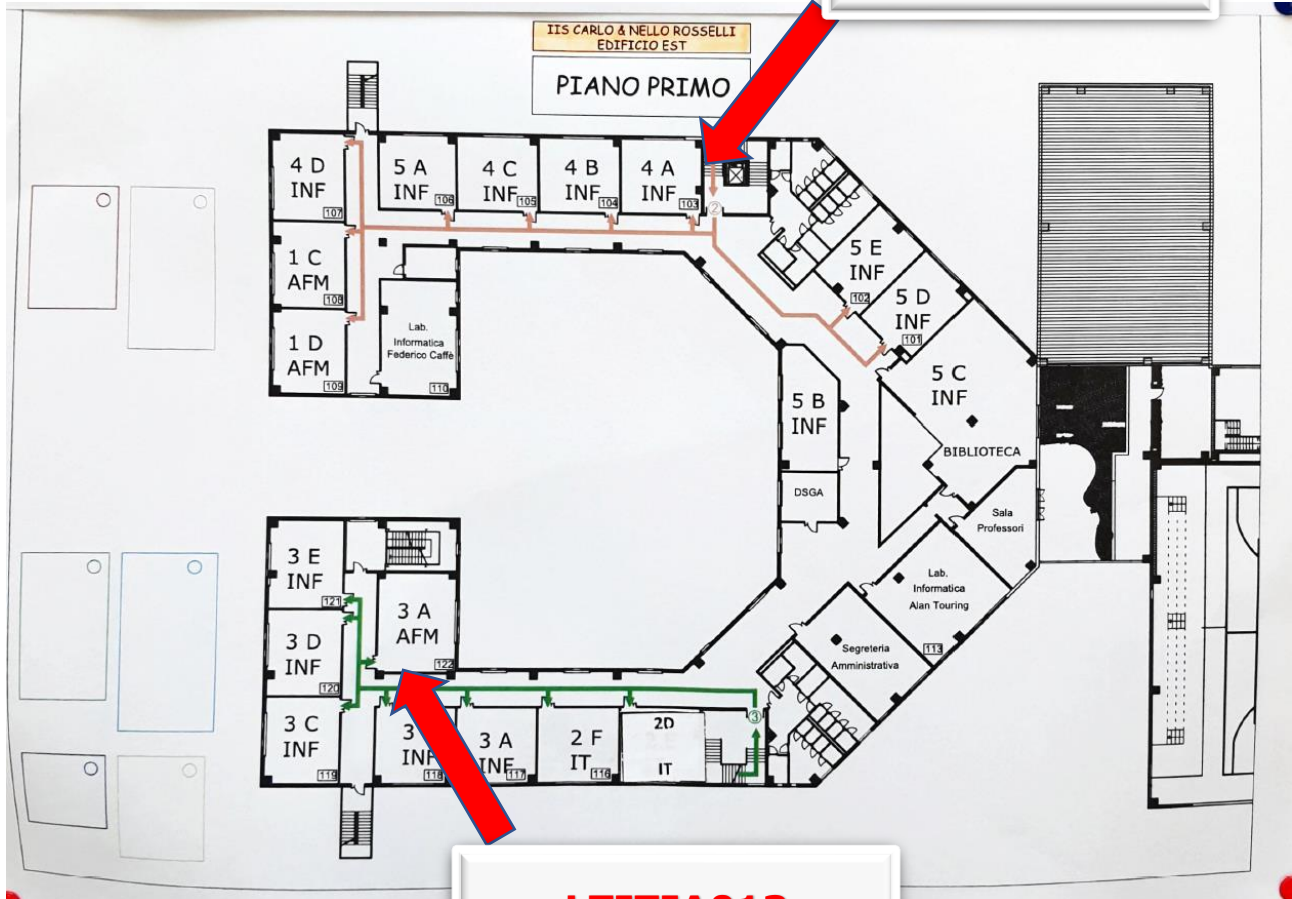 IIS CARLO & NELLO ROSSELLI
EDIFICIO EST
PIANO PRIMO
4 D
INF
107
5 A
INF
106
4 C
INF
105
4 B
INF
104
4 A
INF
103
2
1 C
AFM
108
1 D
AFM
109
Lab.
Informatica
Federico Caffè
110
5 E
INF
102
5 D
INF
101
5 C
INF
BIBLIOTECA
5 B
INF
DSGA
Sala
Professori
Lab.
Informatica
Alan Touring
113
Segreteria
Amministrativa
3 E
INF
121
3 A
AFM
122
3 D
INF
120
3 C
INF
119
3
INF
118
3 A
INF
117
2 F
IT
116
2D
IT
3